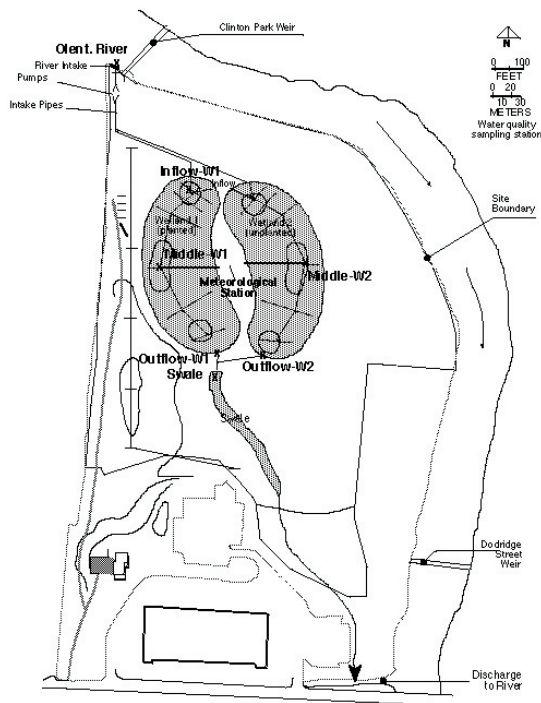 Clinton Park Weir
Olent. River
River Intake
Pumps
Intake Pipes
N
0 100
FEET
0 20
10 30
METERS
Water quality
sampling station
Inflow-W1
Inflow
Wetland 1
(planted)
Wetland 2
(unplanted)
Site
Boundary
Middle-W1
Middle-W2
Meteorological
Station
Outflow-W1
Outflow-W2
Swale
Swale
Dodridge
Street
Weir
Discharge
to River